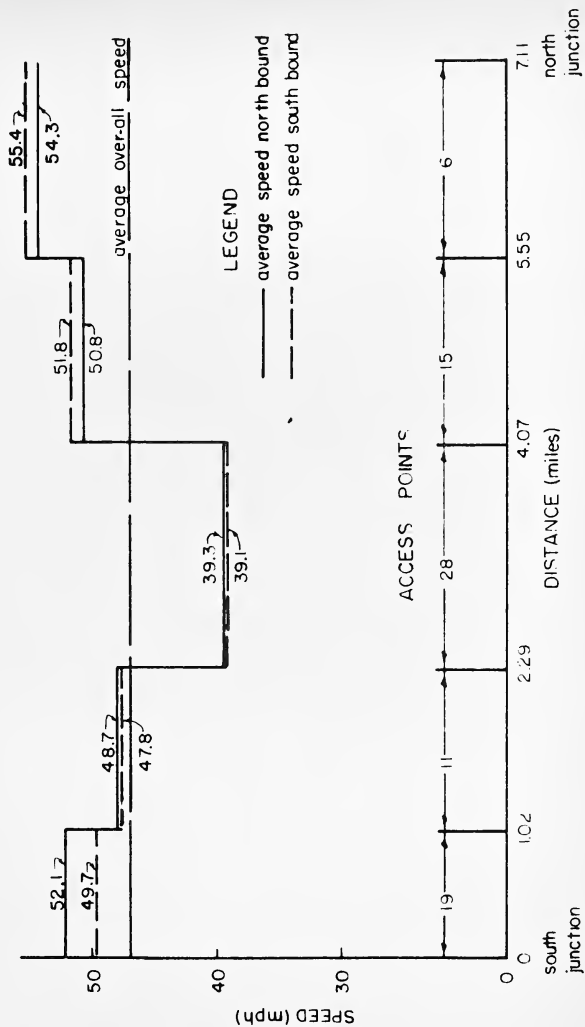 55.4
54.3
average over-all speed
51.8
50.8
LEGEND
average speed north bound
average speed south bound
39.3
39.1
48.7
47.8
52.1
49.7
50
40
30
0
SPEED (mph)
ACCESS POINTS
19
11
28
15
6
0
1.02
2.29
4.07
5.55
7.11
south
junction
DISTANCE (miles)
north
junction